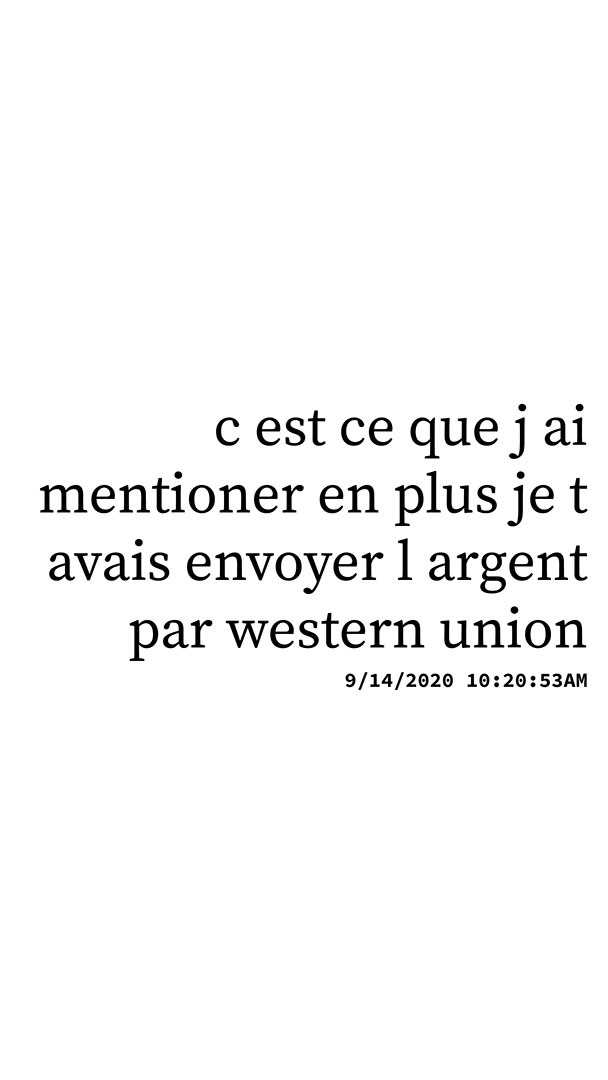 c est ce que j ai
mentioner en plus je t
avais envoyer l argent
par western union
9/14/2020 10:20:53AM